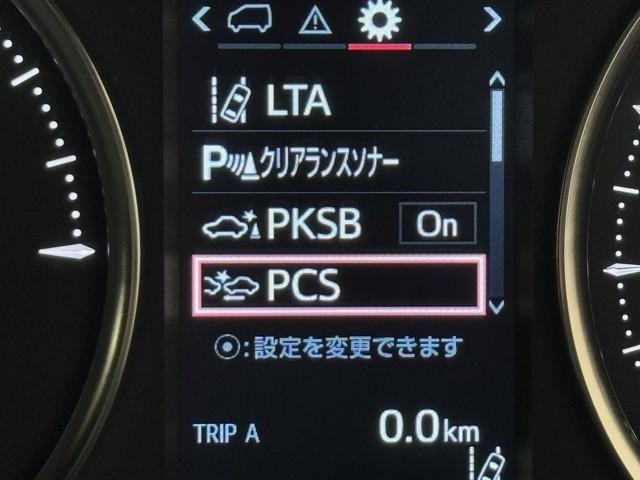 LTA
Pクリアランスソナー
PKSB On
PCS
:設定を変更できます
TRIP A 0.0km